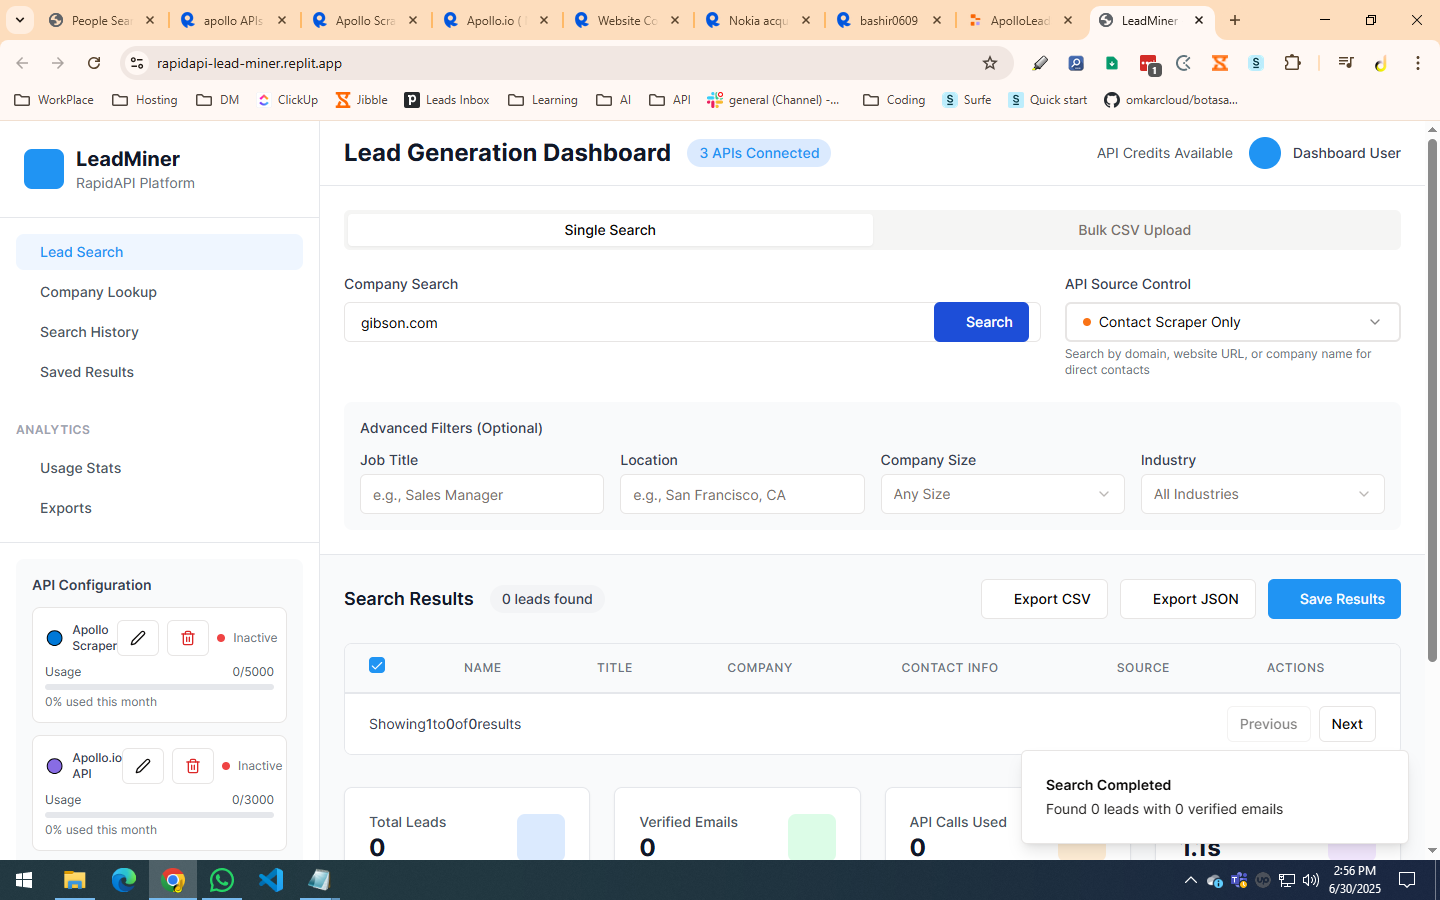 People Sea
apollo APIs
Apollo Scra
Apollo.io (
Website Co
Nokia acqu
bashir0609
ApolloLead
LeadMiner
rapidapi-lead-miner.replit.app
1
WorkPlace
Hosting
DM
ClickUp
Jibble
Leads Inbox
Learning
AI
API
general (Channel) -...
Coding
Surfe
Quick start
omkarcloud/botasa...
LeadMiner
RapidAPI Platform
Lead Search
Company Lookup
Search History
Saved Results
ANALYTICS
Usage Stats
Exports
API Configuration
Apollo
Scraper
Inactive
Usage
0/5000
0% used this month
Apollo.io
API
Inactive
Usage
0/3000
0% used this month
Lead Generation Dashboard
3 APIs Connected
API Credits Available
Dashboard User
Single Search
Bulk CSV Upload
Company Search
gibson.com
Search
API Source Control
Contact Scraper Only
Search by domain, website URL, or company name for
direct contacts
Advanced Filters (Optional)
Job Title
Location
Company Size
Industry
e.g., Sales Manager
e.g., San Francisco, CA
Any Size
All Industries
Search Results
0 leads found
Export CSV
Export JSON
Save Results
NAME
TITLE
COMPANY
CONTACT INFO
SOURCE
ACTIONS
Showing1to0of0results
Previous
Next
Total Leads
0
Verified Emails
0
API Calls Used
0
1.1s
Search Completed
Found 0 leads with 0 verified emails
2:56 PM
6/30/2025